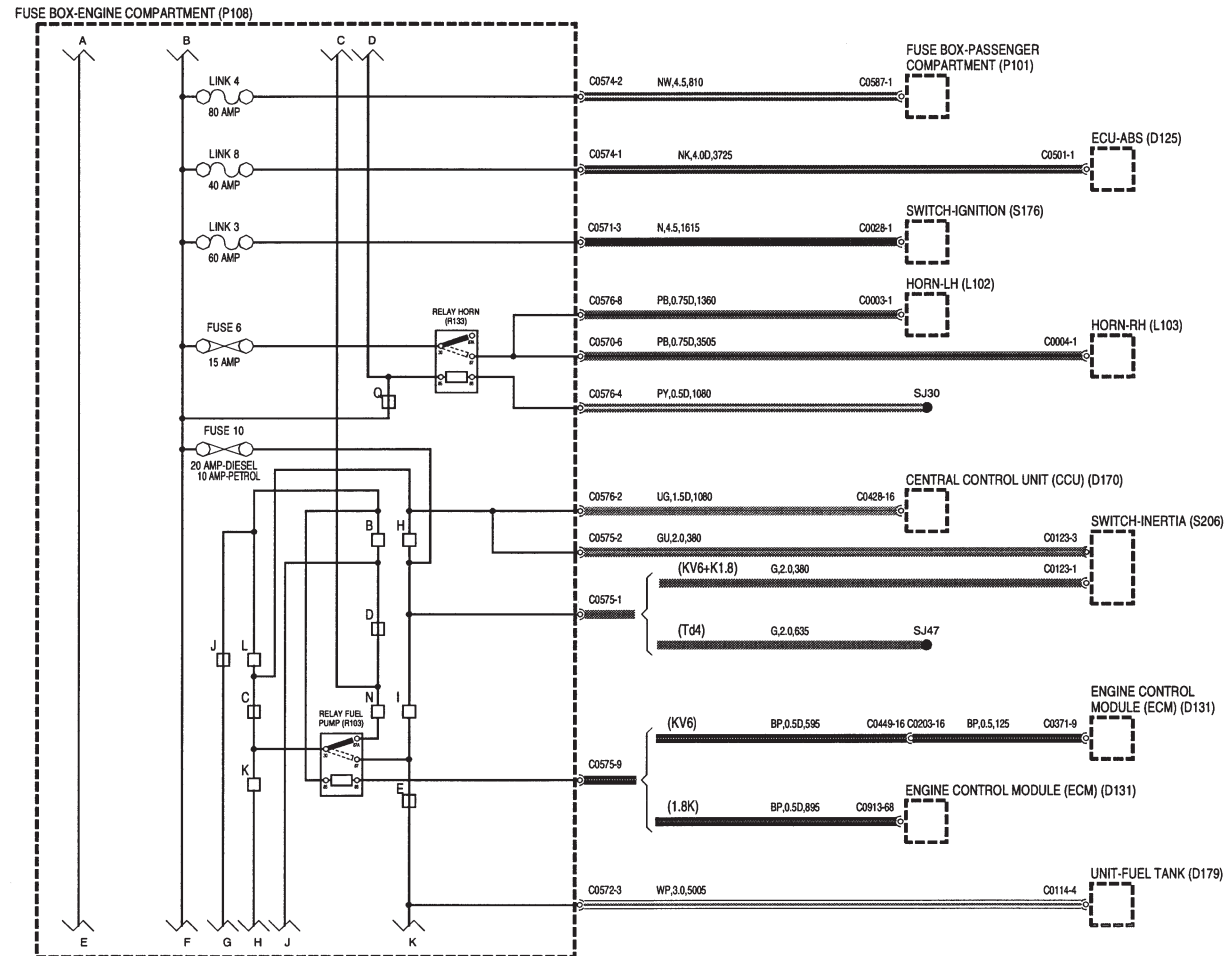 FUSE BOX-ENGINE COMPARTMENT (P108)
A
B
C
D
LINK 4
80 AMP
C0574-2
NW,4.5,810
C0587-1
FUSE BOX-PASSENGER
COMPARTMENT (P101)
LINK 8
40 AMP
C0574-1
NK,4.0D,3725
C0501-1
ECU-ABS (D125)
LINK 3
60 AMP
C0571-3
N,4.5,1615
C0028-1
SWITCH-IGNITION (S176)
C0576-8
PB,0.75D,1360
C0003-1
HORN-LH (L102)
FUSE 6
15 AMP
RELAY HORN
(R133)
C0570-6
PB,0.75D,3505
C0004-1
HORN-RH (L103)
Q
C0576-4
PY,0.5D,1080
SJ30
FUSE 10
20 AMP-DIESEL
10 AMP-PETROL
C0576-2
UG,1.5D,1080
C0428-16
CENTRAL CONTROL UNIT (CCU) (D170)
B
H
C0575-2
GU,2.0,380
C0123-3
SWITCH-INERTIA (S206)
(KV6+K1.8)
G,2.0,380
C0123-1
C0575-1
D
(Td4)
G,2.0,635
SJ47
J
L
C
N
I
RELAY FUEL
PUMP (R103)
K
E
(KV6)
BP,0.5D,595
C0449-16
C0203-16
BP,0.5,125
C0371-9
ENGINE CONTROL
MODULE (ECM) (D131)
C0575-9
(1.8K)
BP,0.5D,895
C0913-68
ENGINE CONTROL MODULE (ECM) (D131)
C0572-3
WP,3.0,5005
C0114-4
UNIT-FUEL TANK (D179)
E
F
G
H
J
K